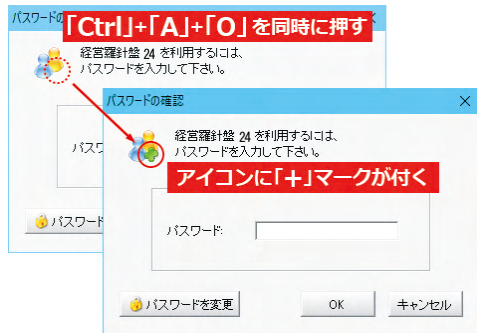 パスワードの
「Ctrl」+「A」+「O」を同時に押す
経営羅針盤 24 を利用するには、
パスワードを入力して下さい。
パスワ
パスワード
パスワードの確認
経営羅針盤 24 を利用するには、
パスワードを入力して下さい。
アイコンに「＋」マークが付く
パスワード:
パスワードを変更
OK
キャンセル